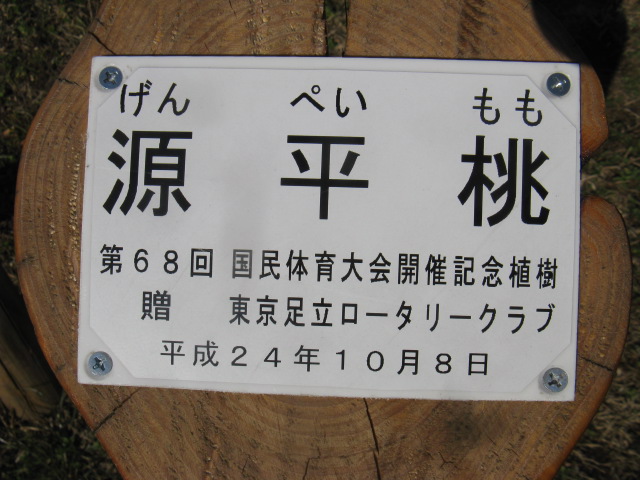 げん ぺい もも
源 平 桃
第68回 国民体育大会開催記念植樹
贈 東京足立ロータリークラブ
平成24年10月8日